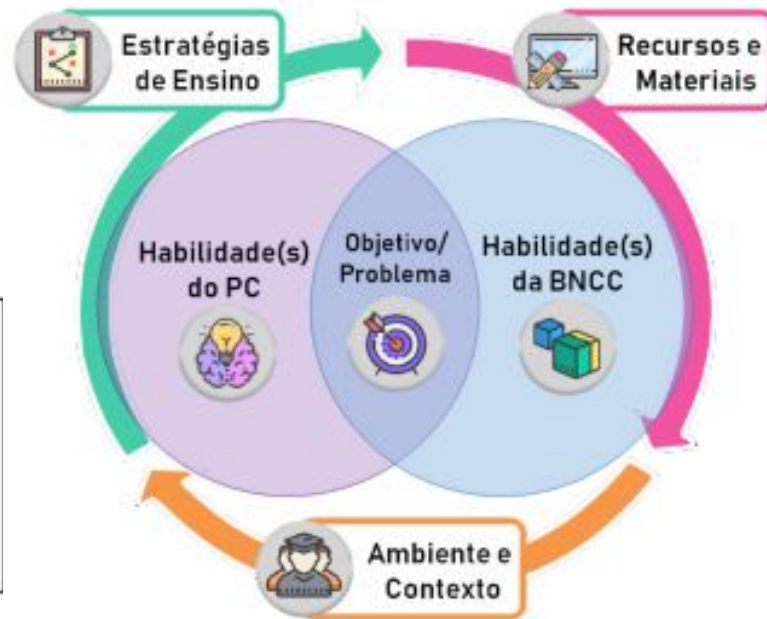 Estratégias
de Ensino
Recursos e
Materiais
Habilidade(s)
do PC
Objetivo/
Problema
Habilidade(s)
da BNCC
Ambiente e
Contexto